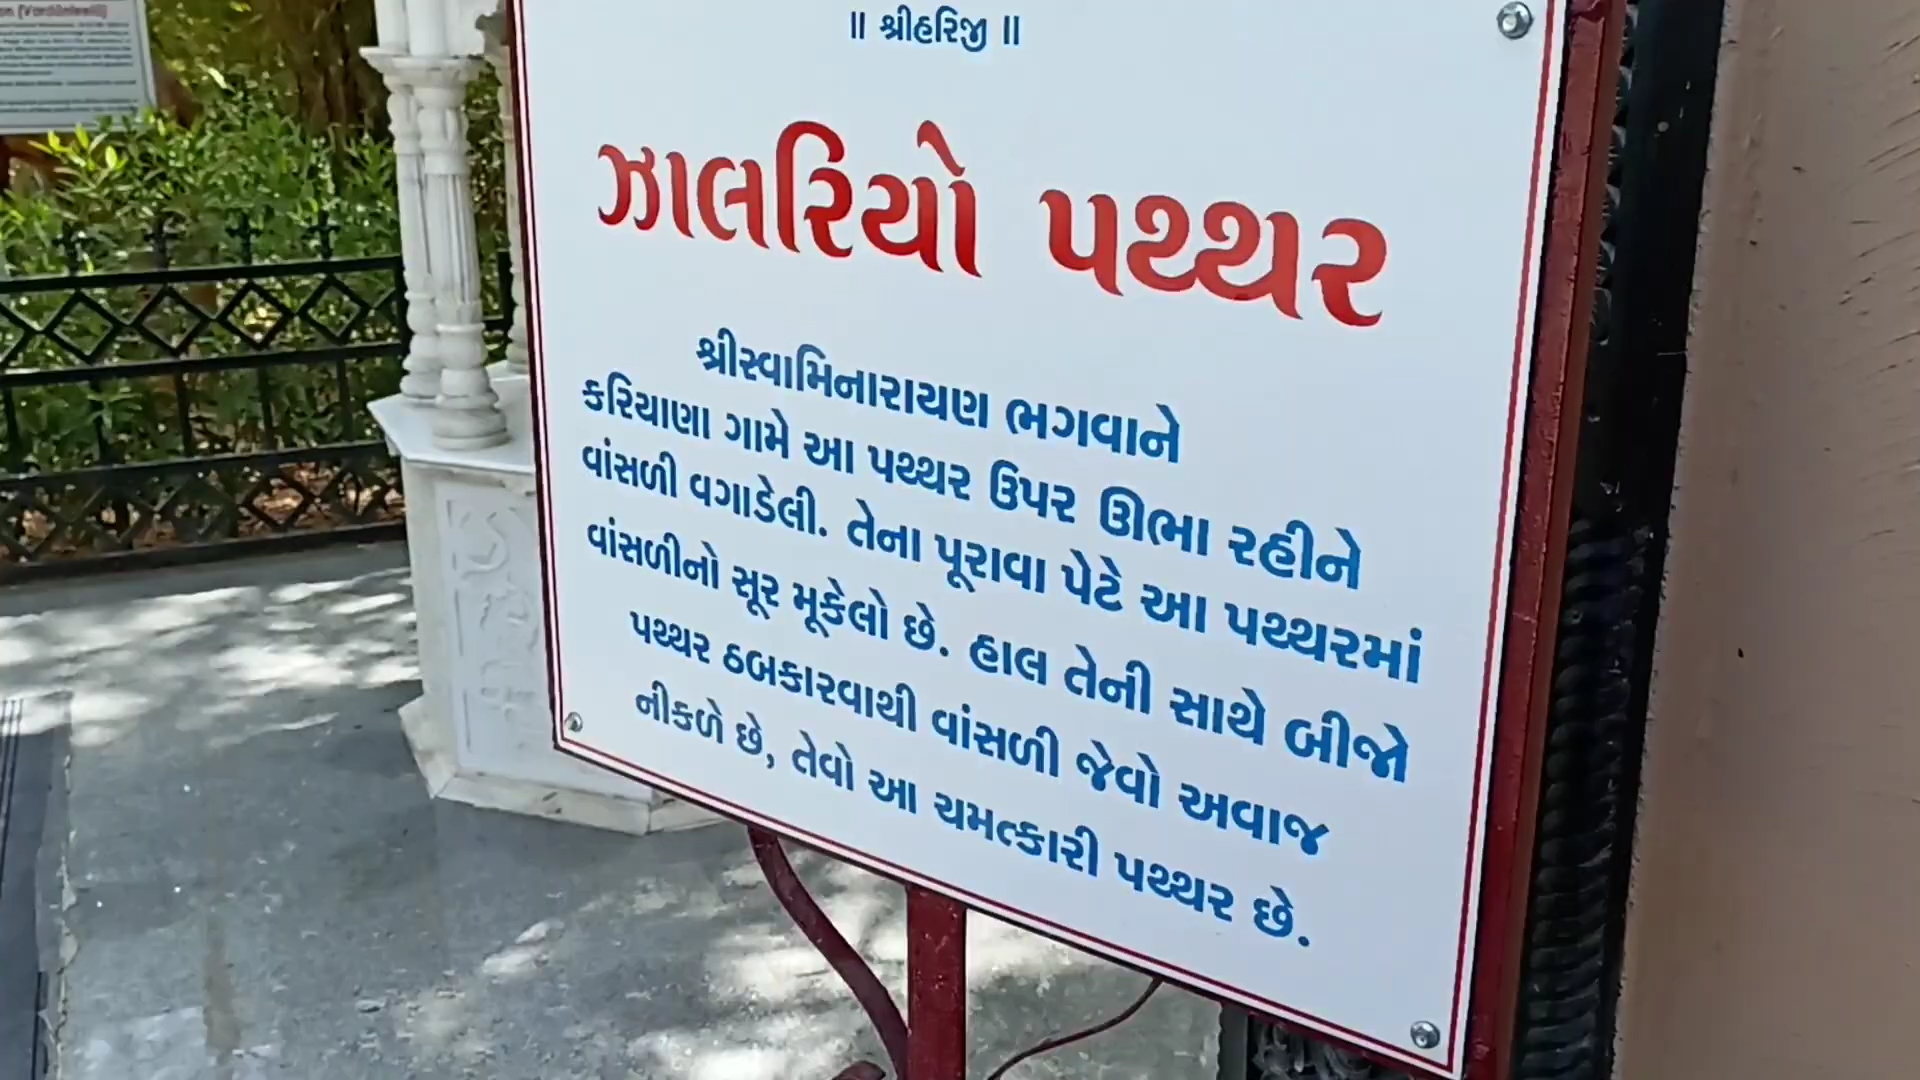 ॥ શ્રીહરિજી ॥
ઝાલરિયો પથ્થર
શ્રીસ્વામિનારાયણ ભગવાને
કરિયાણા ગામે આ પથ્થર ઉપર ઊભા રહીને
વાંસળી વગાડેલી. તેના પૂરાવા પેટે આ પથ્થરમાં
વાંસળીનો સૂર મૂકેલો છે. હાલ તેની સાથે બીજો
પથ્થર ઠબકારવાથી વાંસળી જેવો અવાજ
નીકળે છે, તેવો આ ચમત્કારી પથ્થર છે.